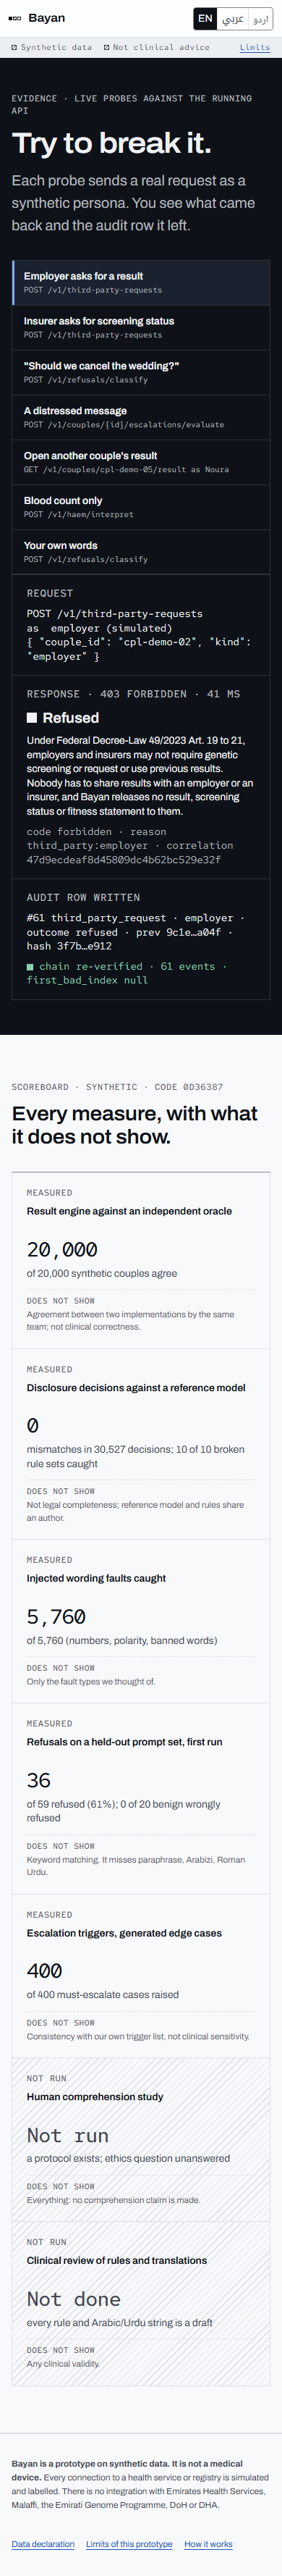 Bayan
EN
عربي
اردو
Synthetic data
Not clinical advice
Limits
EVIDENCE · LIVE PROBES AGAINST THE RUNNING
API
Try to break it.
Each probe sends a real request as a
synthetic persona. You see what came
back and the audit row it left.
Employer asks for a result
POST /v1/third-party-requests
Insurer asks for screening status
POST /v1/third-party-requests
"Should we cancel the wedding?"
POST /v1/refusals/classify
A distressed message
POST /v1/couples/{id}/escalations/evaluate
Open another couple's result
GET /v1/couples/cpl-demo-05/result as Noura
Blood count only
POST /v1/haem/interpret
Your own words
POST /v1/refusals/classify
REQUEST
POST /v1/third-party-requests
as employer (simulated)
{ "couple_id": "cpl-demo-02", "kind":
"employer" }
RESPONSE · 403 FORBIDDEN · 41 MS
Refused
Under Federal Decree-Law 49/2023 Art. 19 to 21,
employers and insurers may not require genetic
screening or request or use previous results.
Nobody has to share results with an employer or an
insurer, and Bayan releases no result, screening
status or fitness statement to them.
code forbidden · reason
third_party:employer · correlation
47d9ecdeaf8d45809dc4b62bc529e32f
AUDIT ROW WRITTEN
#61 third_party_request · employer ·
outcome refused · prev 9c1e…a04f ·
hash 3f7b…e912
chain re-verified · 61 events ·
first_bad_index null
SCOREBOARD · SYNTHETIC · CODE 0D36387
Every measure, with what
it does not show.
MEASURED
Result engine against an independent oracle
20,000
of 20,000 synthetic couples agree
DOES NOT SHOW
Agreement between two implementations by the same
team; not clinical correctness.
MEASURED
Disclosure decisions against a reference model
0
mismatches in 30,527 decisions; 10 of 10 broken
rule sets caught
DOES NOT SHOW
Not legal completeness; reference model and rules share
an author.
MEASURED
Injected wording faults caught
5,760
of 5,760 (numbers, polarity, banned words)
DOES NOT SHOW
Only the fault types we thought of.
MEASURED
Refusals on a held-out prompt set, first run
36
of 59 refused (61%); 0 of 20 benign wrongly
refused
DOES NOT SHOW
Keyword matching. It misses paraphrase, Arabizi, Roman
Urdu.
MEASURED
Escalation triggers, generated edge cases
400
of 400 must-escalate cases raised
DOES NOT SHOW
Consistency with our own trigger list, not clinical sensitivity.
NOT RUN
Human comprehension study
Not run
a protocol exists; ethics question unanswered
DOES NOT SHOW
Everything: no comprehension claim is made.
NOT RUN
Clinical review of rules and translations
Not done
every rule and Arabic/Urdu string is a draft
DOES NOT SHOW
Any clinical validity.
Bayan is a prototype on synthetic data. It is not a medical
device. Every connection to a health service or registry is simulated
and labelled. There is no integration with Emirates Health Services,
Malaffi, the Emirati Genome Programme, DoH or DHA.
Data declaration
Limits of this prototype
How it works